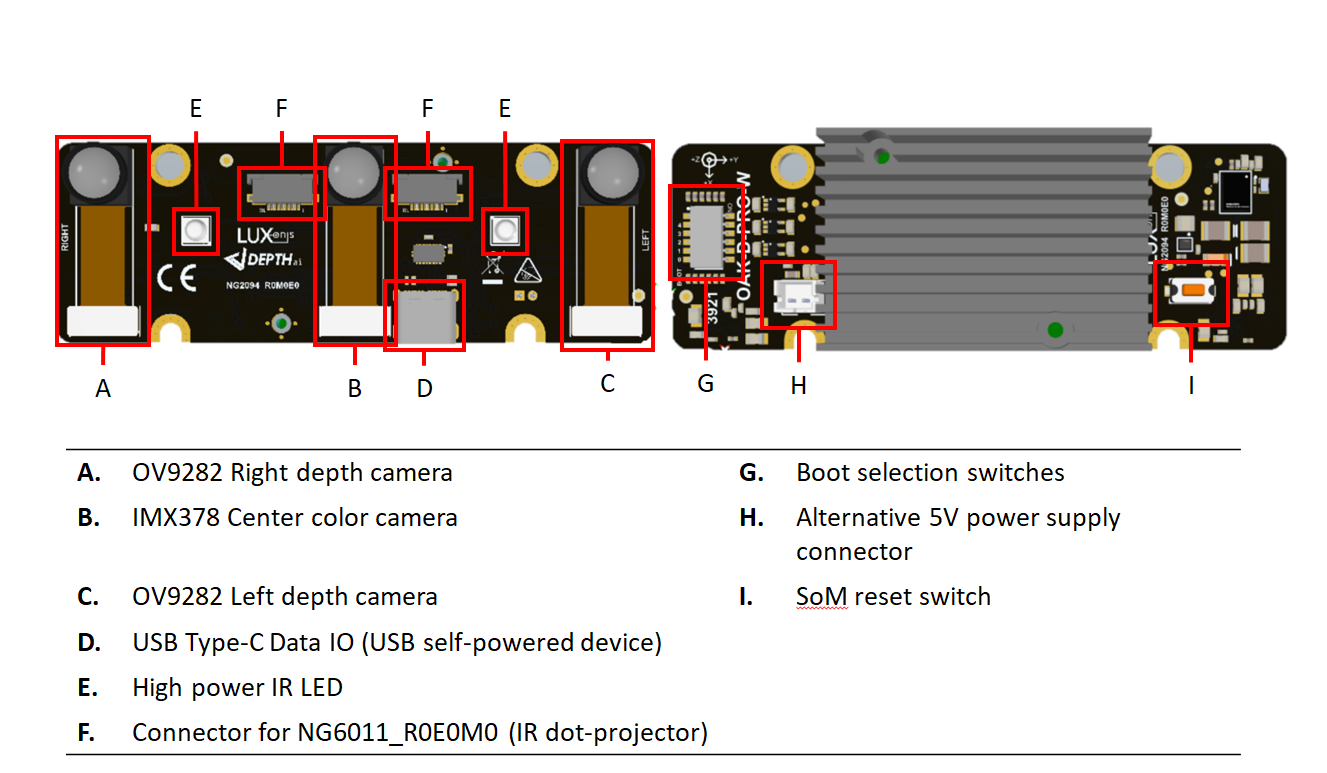 E F F E
RIGHT
LEFT
LUXenis
DEPTHai
CE
NG2094 R0M0E0
+Z +Y
OAK-D-PRO
3921
NG2094 R0M0E0
A B D C G H I
A. OV9282 Right depth camera
B. IMX378 Center color camera
C. OV9282 Left depth camera
D. USB Type-C Data IO (USB self-powered device)
E. High power IR LED
F. Connector for NG6011_R0E0M0 (IR dot-projector)
G. Boot selection switches
H. Alternative 5V power supply
connector
I. SoM reset switch